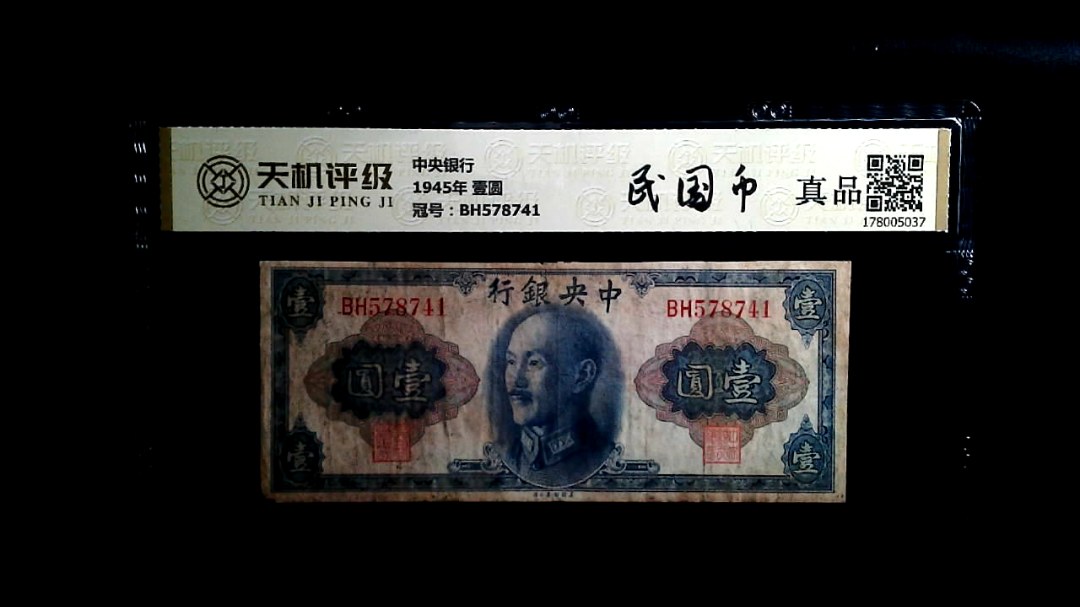 天机评级
TIAN JI PING JI
中央银行
1945年 壹圆
冠号：BH578741
民国币
真品
178005037
行銀央中
壹
壹
BH578741
BH578741
圓壹
圓壹
壹
壹